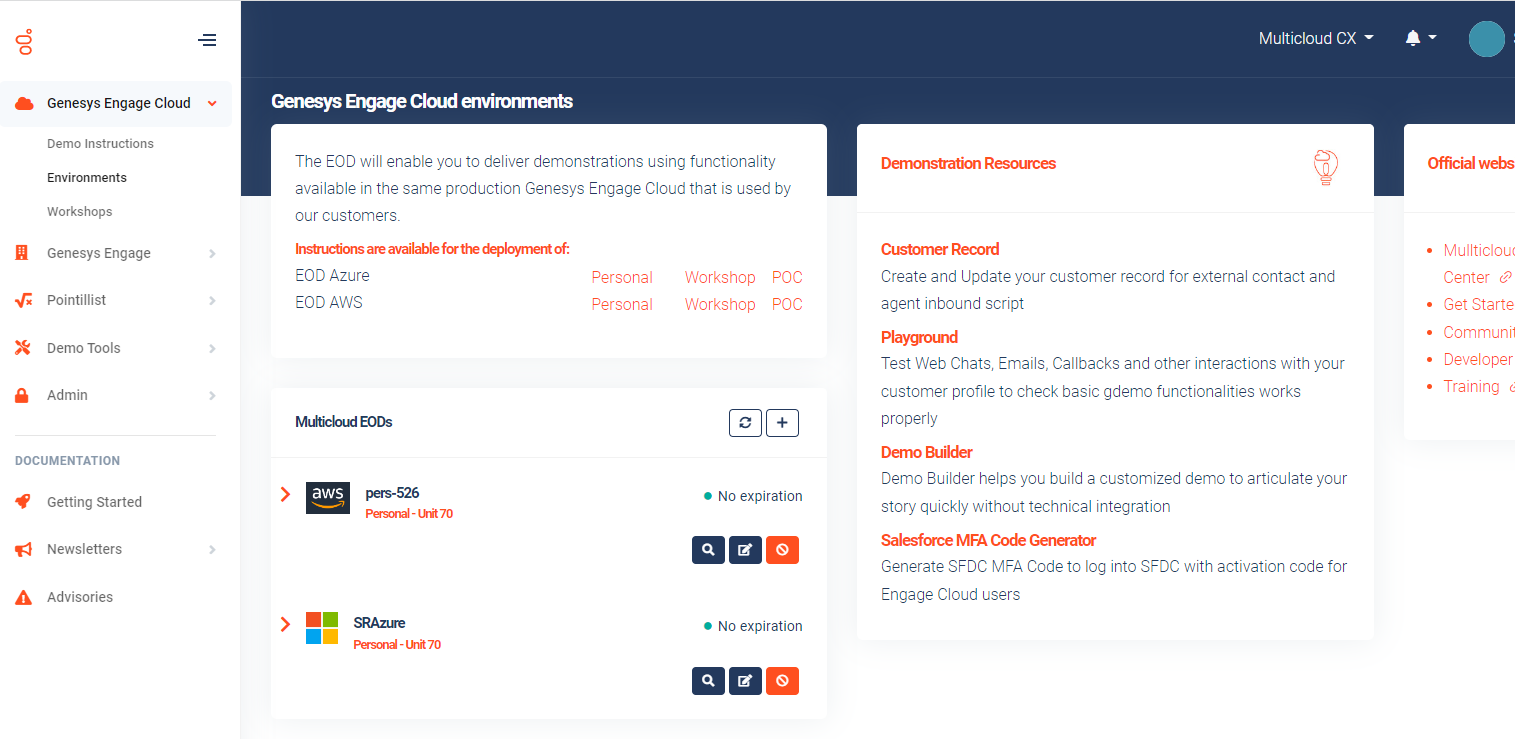 Multicloud CX
Genesys Engage Cloud
Demo Instructions
Environments
Workshops
Genesys Engage
Pointillist
Demo Tools
Admin
DOCUMENTATION
Getting Started
Newsletters
Advisories
Genesys Engage Cloud environments
The EOD will enable you to deliver demonstrations using functionality
available in the same production Genesys Engage Cloud that is used by
our customers.
Instructions are available for the deployment of:
EOD Azure Personal Workshop POC
EOD AWS Personal Workshop POC
Multicloud EODs
aws pers-526 No expiration
Personal - Unit 70
SRAzure No expiration
Personal - Unit 70
Demonstration Resources
Customer Record
Create and Update your customer record for external contact and
agent inbound script
Playground
Test Web Chats, Emails, Callbacks and other interactions with your
customer profile to check basic gdemo functionalities works
properly
Demo Builder
Demo Builder helps you build a customized demo to articulate your
story quickly without technical integration
Salesforce MFA Code Generator
Generate SFDC MFA Code to log into SFDC with activation code for
Engage Cloud users
Official webs
Mullticloud
Center
Get Starte
Communit
Developer
Training